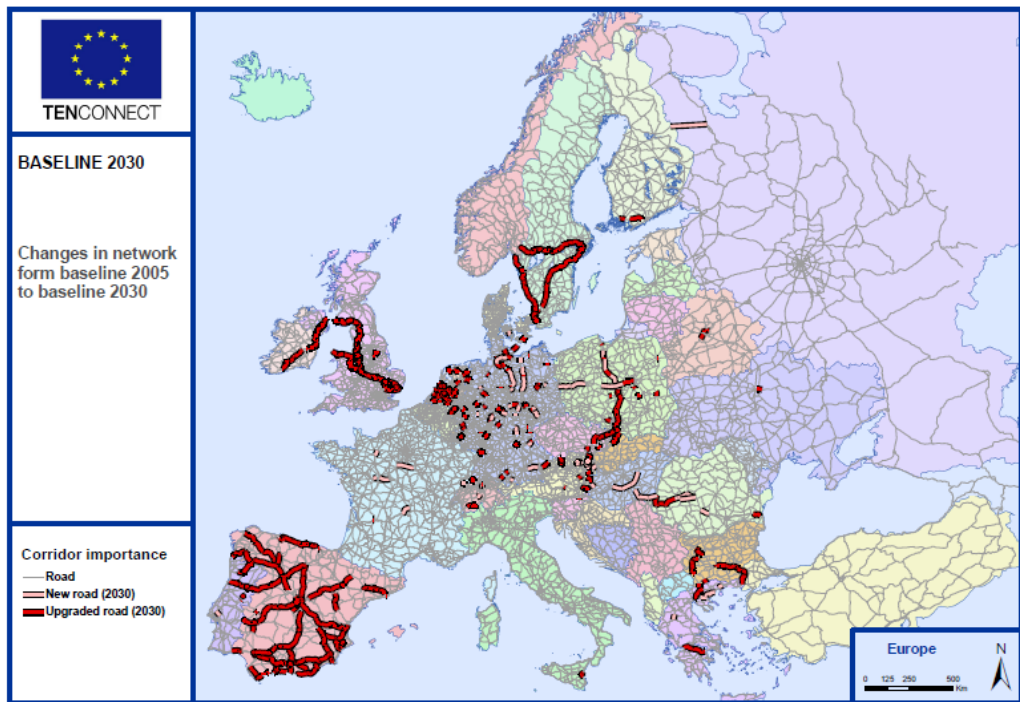 TENCONNECT
BASELINE 2030
Changes in network
form baseline 2005
to baseline 2030
Corridor importance
Road
New road (2030)
Upgraded road (2030)
Europe
N
0 125 250 500
Km